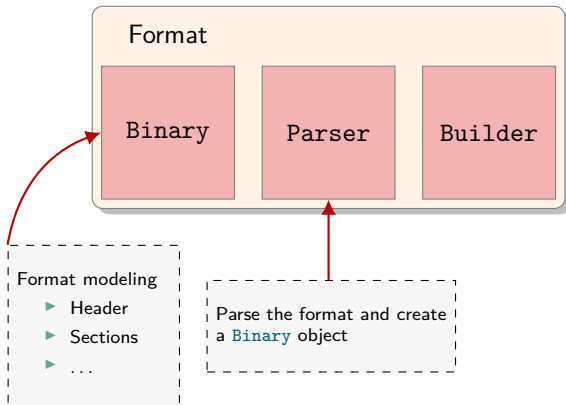 Format
Binary
Parser
Builder
Format modeling
Header
Sections
...
Parse the format and create
a Binary object